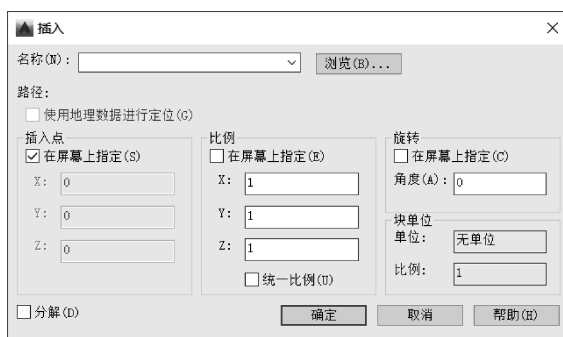 插入
名称(N): 浏览(B)...
路径:
使用地理数据进行定位(G)
插入点 比例 旋转
在屏幕上指定(S) 在屏幕上指定(E) 在屏幕上指定(C)
X: 0 X: 1 角度(A): 0
Y: 0 Y: 1 块单位
单位: 无单位
Z: 0 Z: 1
比例: 1
统一比例(U)
分解(D) 确定 取消 帮助(H)